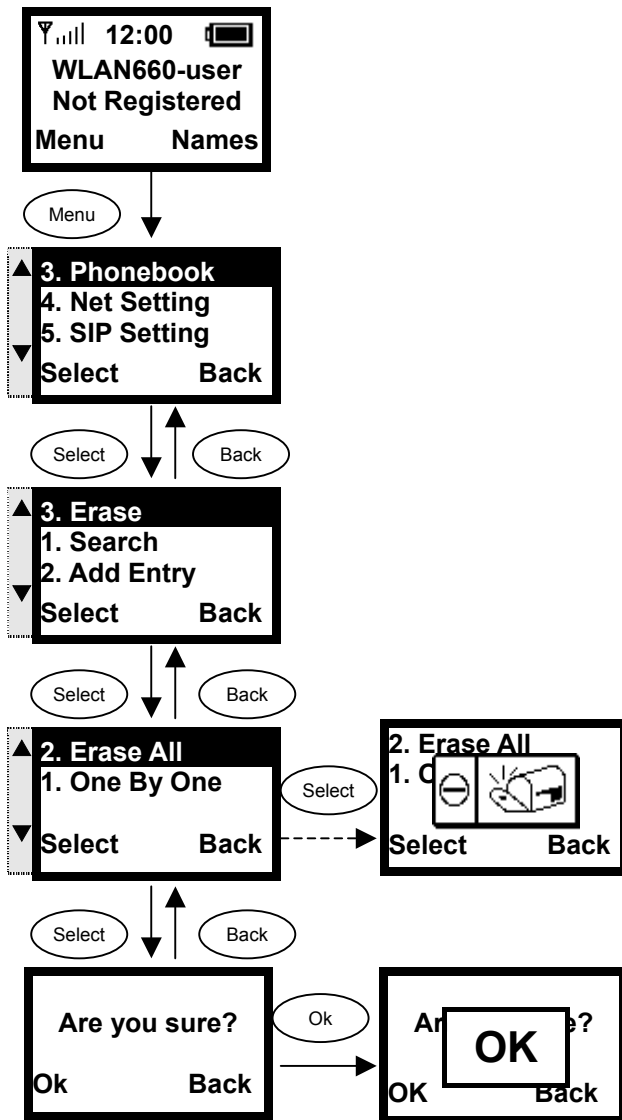 12:00
WLAN660-user
Not Registered
Menu Names
Menu
3. Phonebook
4. Net Setting
5. SIP Setting
Select Back
Select Back
3. Erase
1. Search
2. Add Entry
Select Back
Select Back
2. Erase All
1. One By One
Select Back
Select
2. Erase All
1.
Select Back
Select Back
Are you sure?
Ok Back
Ok
OK
OK Back